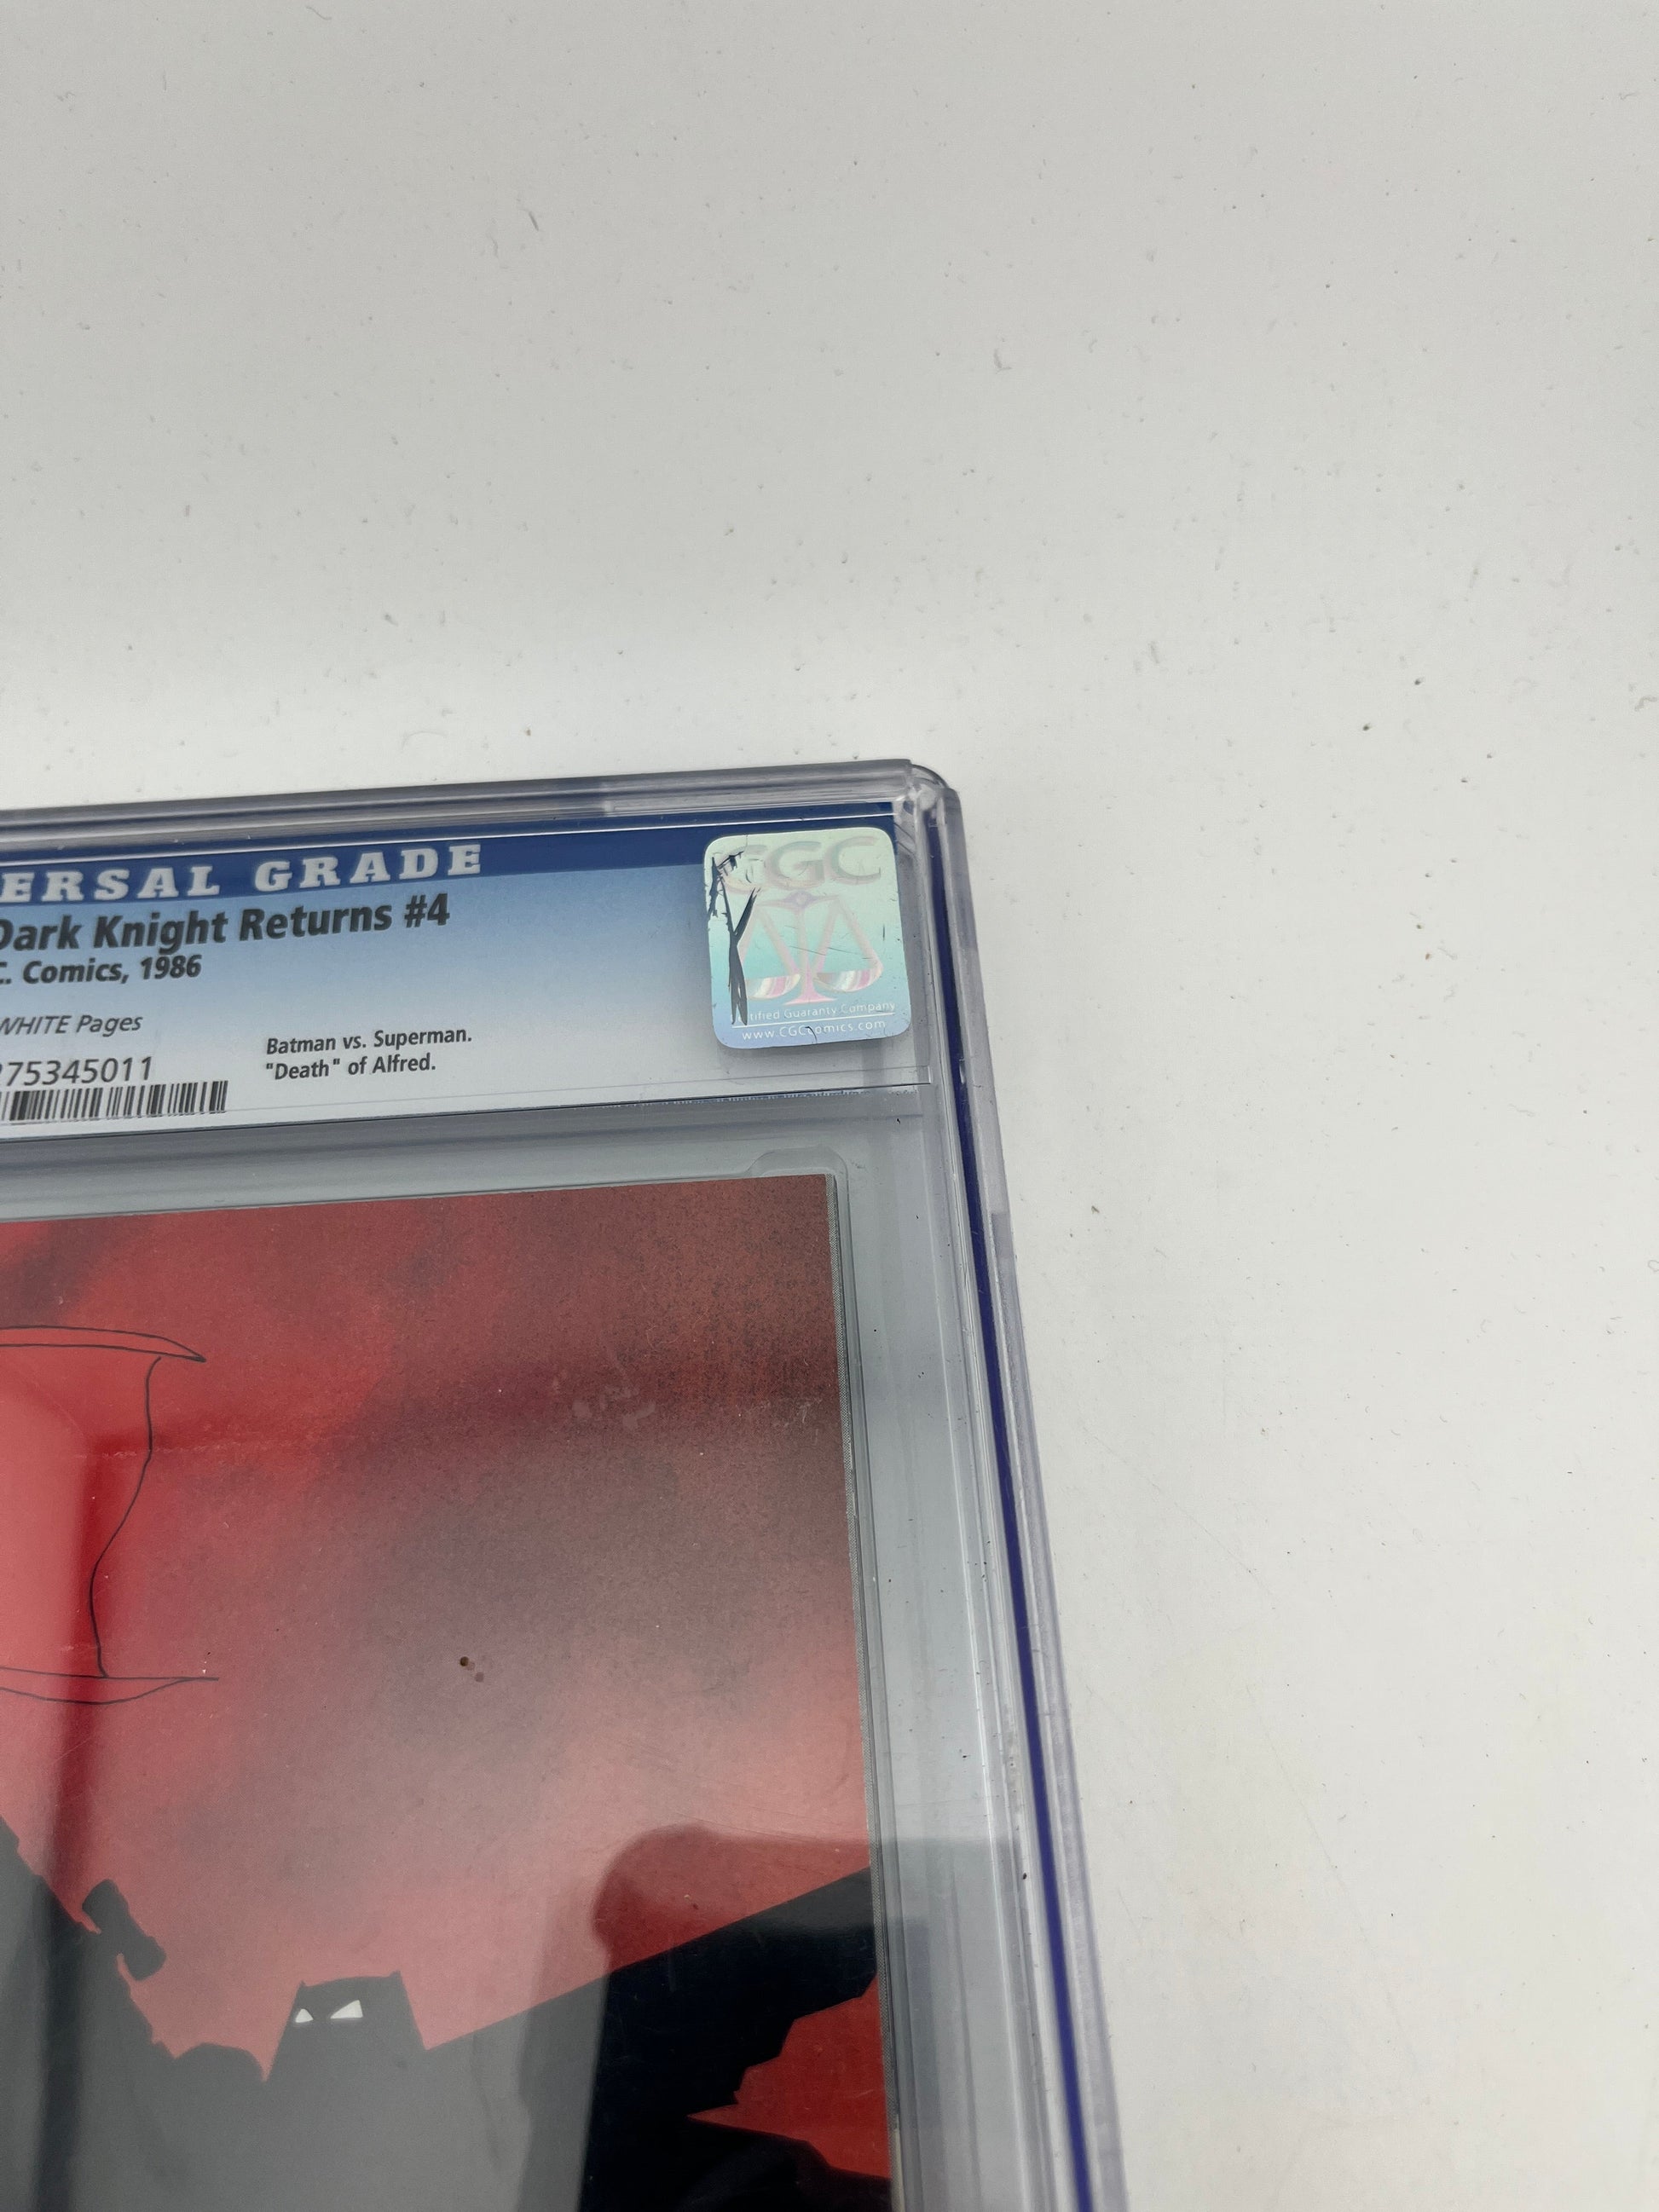 ERSAL GRADE
Dark Knight Returns #4
C. Comics, 1986
WHITE Pages
75345011
Batman vs. Superman.
"Death" of Alfred.
CGC
tified Guaranty Company
www.CGCcomics.com